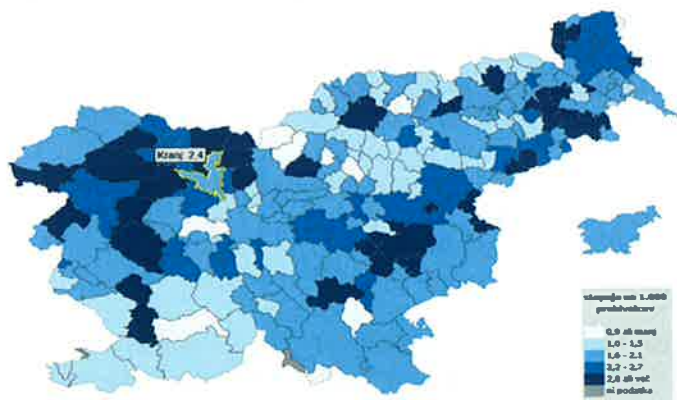 Kranj 2,4
stopnja na 1.000
prebivalcev
0,9 ali manj
1,0 - 1,5
1,6 - 2,1
2,2 - 2,7
2,8 ali več
ni podatka